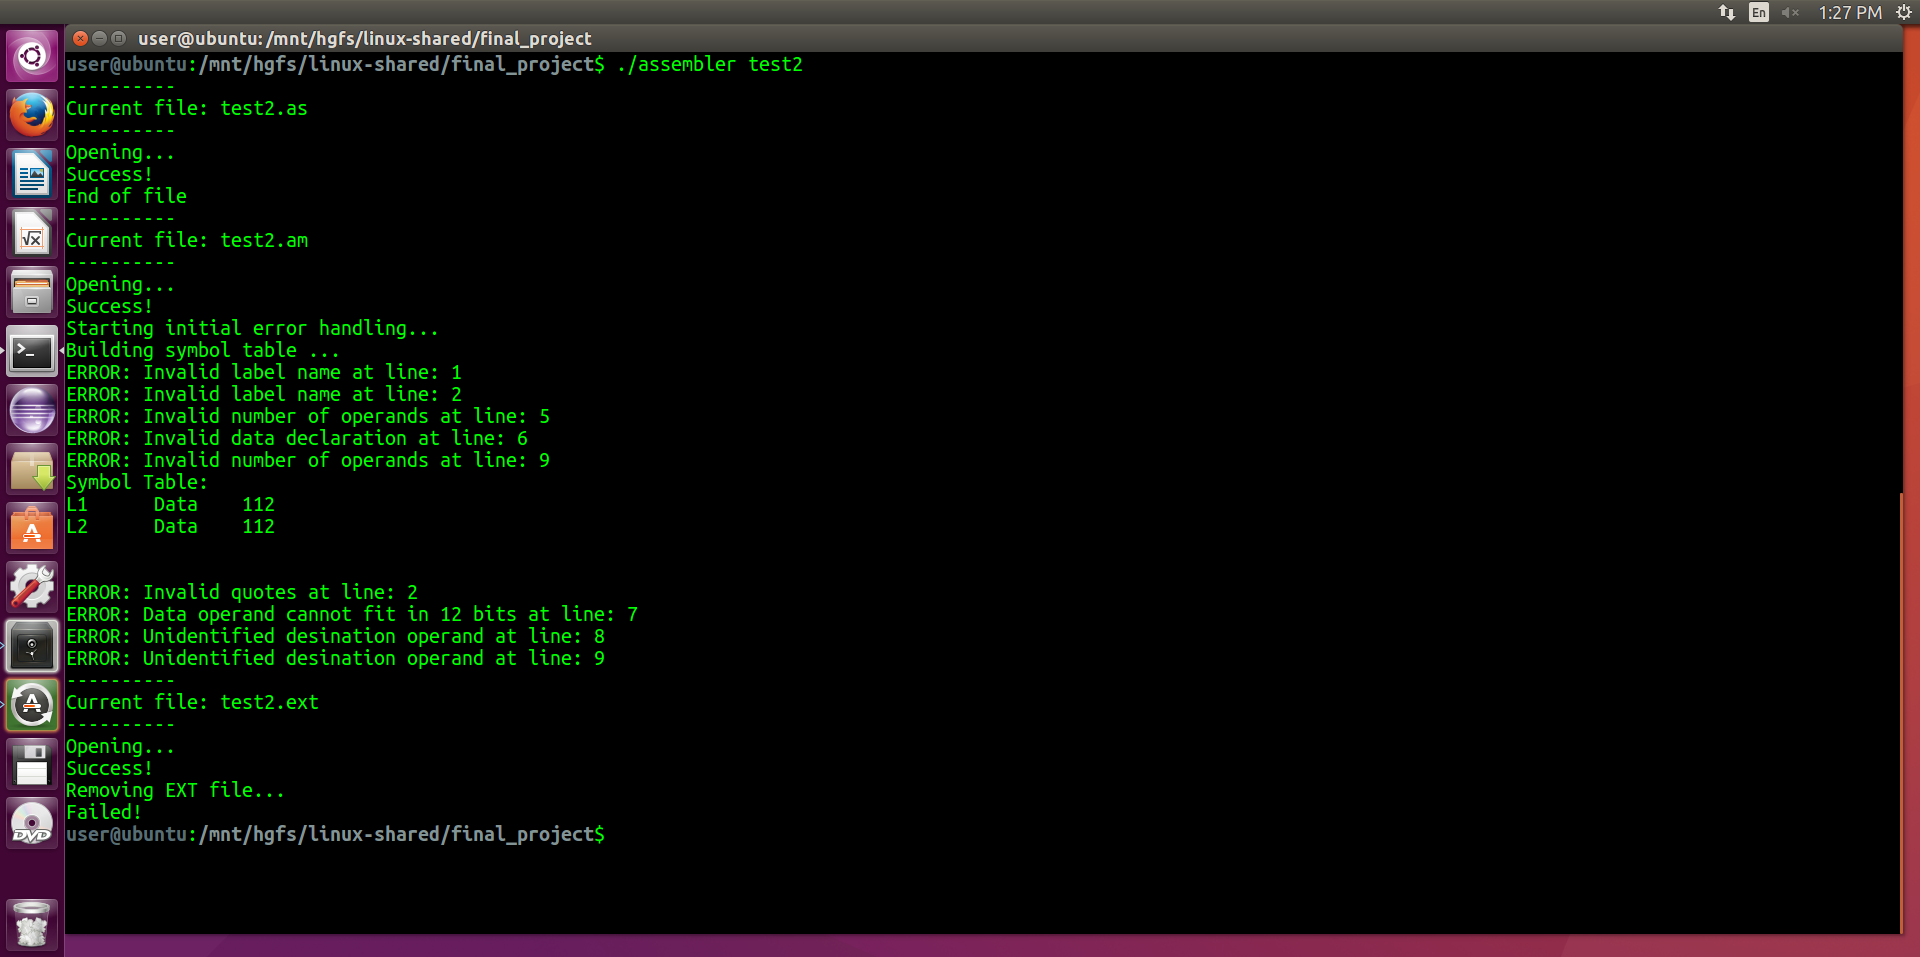 En 1:27 PM
user@ubuntu: /mnt/hgfs/linux-shared/final_project
user@ubuntu:/mnt/hgfs/linux-shared/final_project$ ./assembler test2
----------
Current file: test2.as
----------
Opening...
Success!
End of file
----------
Current file: test2.am
----------
Opening...
Success!
Starting initial error handling...
Building symbol table ...
ERROR: Invalid label name at line: 1
ERROR: Invalid label name at line: 2
ERROR: Invalid number of operands at line: 5
ERROR: Invalid data declaration at line: 6
ERROR: Invalid number of operands at line: 9
Symbol Table:
L1      Data    112
L2      Data    112
ERROR: Invalid quotes at line: 2
ERROR: Data operand cannot fit in 12 bits at line: 7
ERROR: Unidentified desination operand at line: 8
ERROR: Unidentified desination operand at line: 9
----------
Current file: test2.ext
----------
Opening...
Success!
Removing EXT file...
Failed!
user@ubuntu:/mnt/hgfs/linux-shared/final_project$
DVD